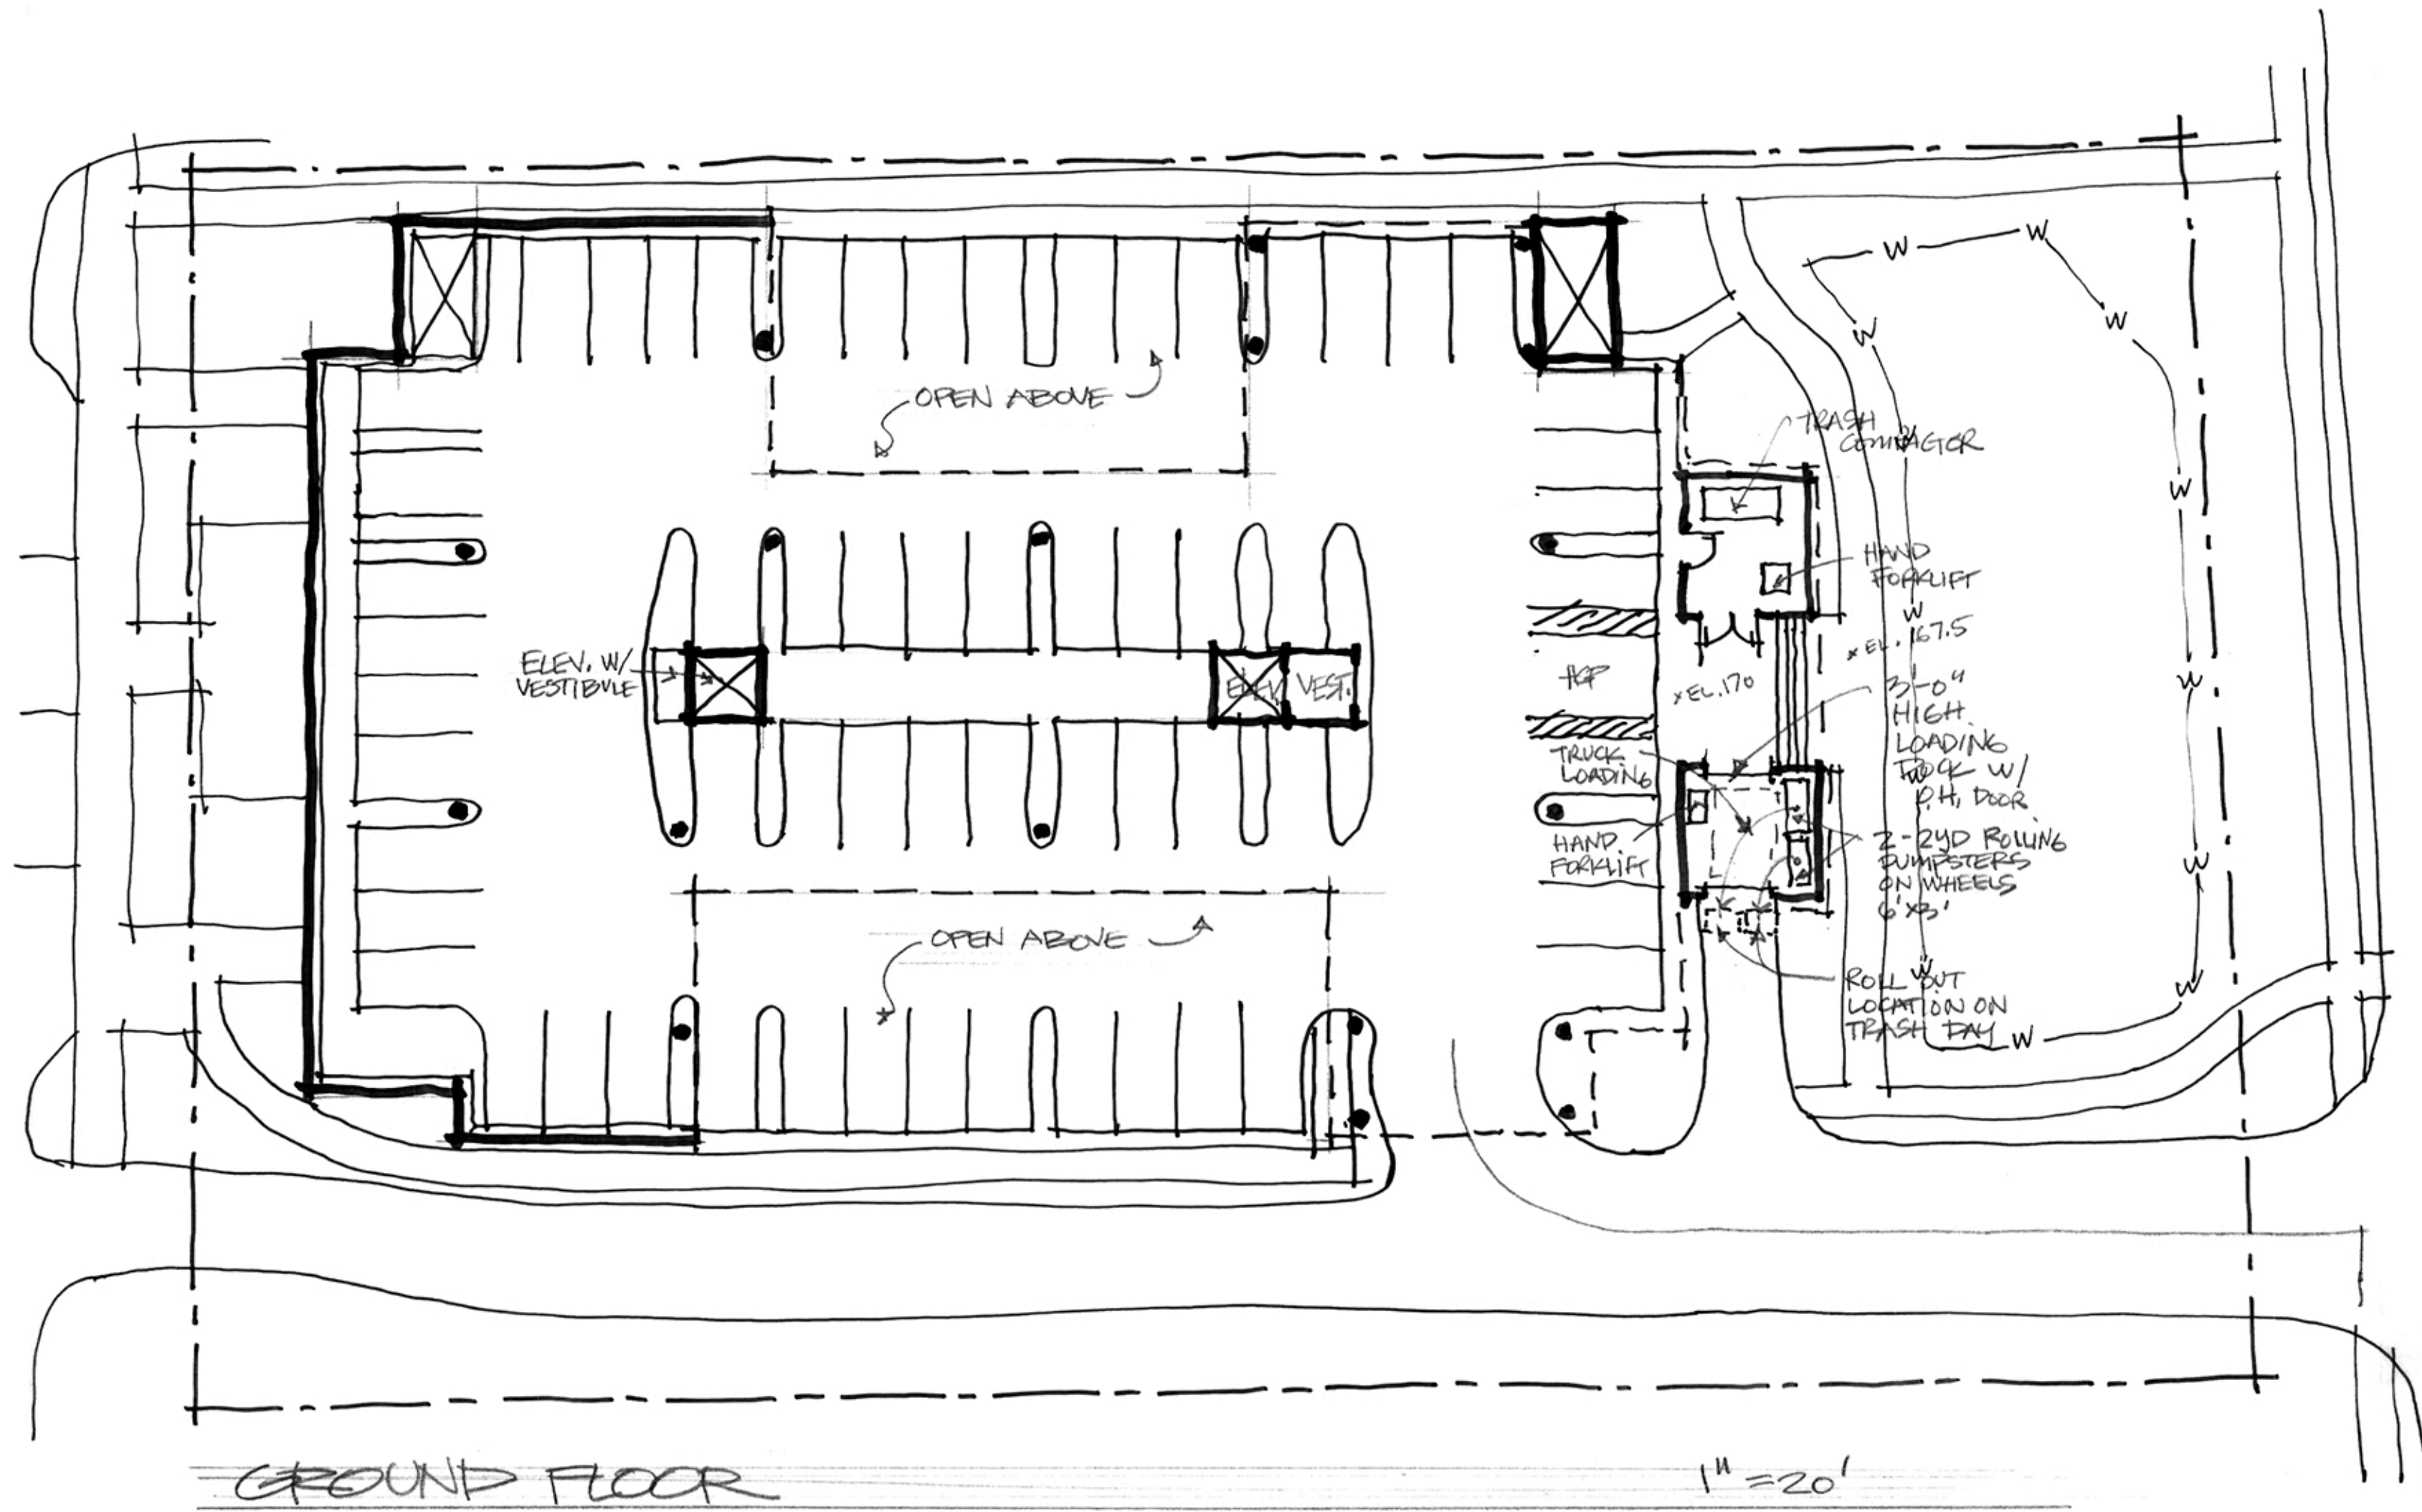 OPEN ABOVE
TRASH
COMPACTOR
HAND
FORKLIFT
x EL. 167.5
ELEV. W/
VESTIBULE
ELEV.
VEST.
HCP
x EL. 170
3'-0"
HIGH
LOADING
DOCK W/
O.H. DOOR
TRUCK
LOADING
HAND
FORKLIFT
2-2YD ROLLING
DUMPSTERS
ON WHEELS
6'x3'
OPEN ABOVE
ROLL OUT
LOCATION ON
TRASH DAY
W
W
W
W
W
W
W
W
W
W
W
W
W
W
GROUND FLOOR
1" = 20'